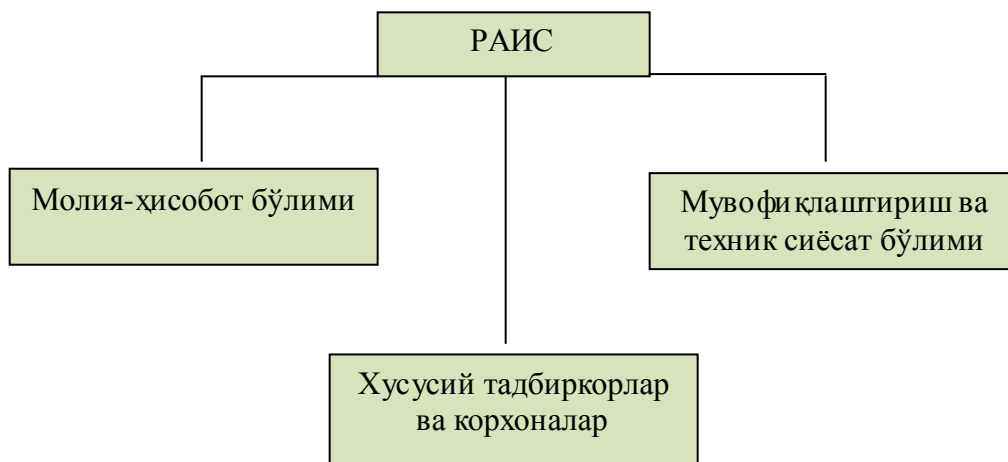 РАИС
Молия-ҳисобот бўлими
Мувофиқлаштириш ва
техник сиёсат бўлими
Хусусий тадбиркорлар
ва корхоналар